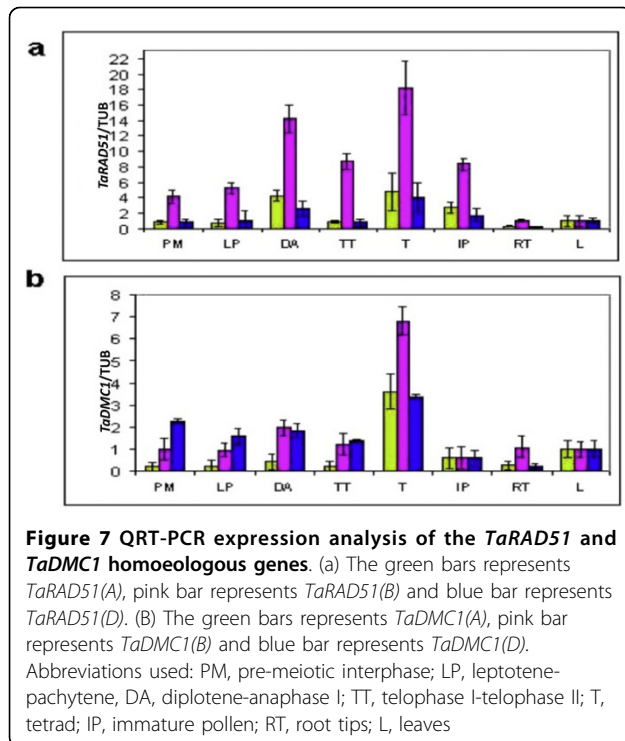 a
TaRAD51/TUB
22
20
18
16
14
12
10
8
6
4
2
0
PM LP DA TT T IP RT L
b
TaDMC1/TUB
8
7
6
5
4
3
2
1
0
PM LP DA TT T IP RT L
Figure 7 QRT-PCR expression analysis of the TaRAD51 and
TaDMC1 homoeologous genes. (a) The green bars represents
TaRAD51(A), pink bar represents TaRAD51(B) and blue bar represents
TaRAD51(D). (B) The green bars represents TaDMC1(A), pink bar
represents TaDMC1(B) and blue bar represents TaDMC1(D).
Abbreviations used: PM, pre-meiotic interphase; LP, leptotene-
pachytene, DA, diplotene-anaphase I; TT, telophase I-telophase II; T,
tetrad; IP, immature pollen; RT, root tips; L, leaves